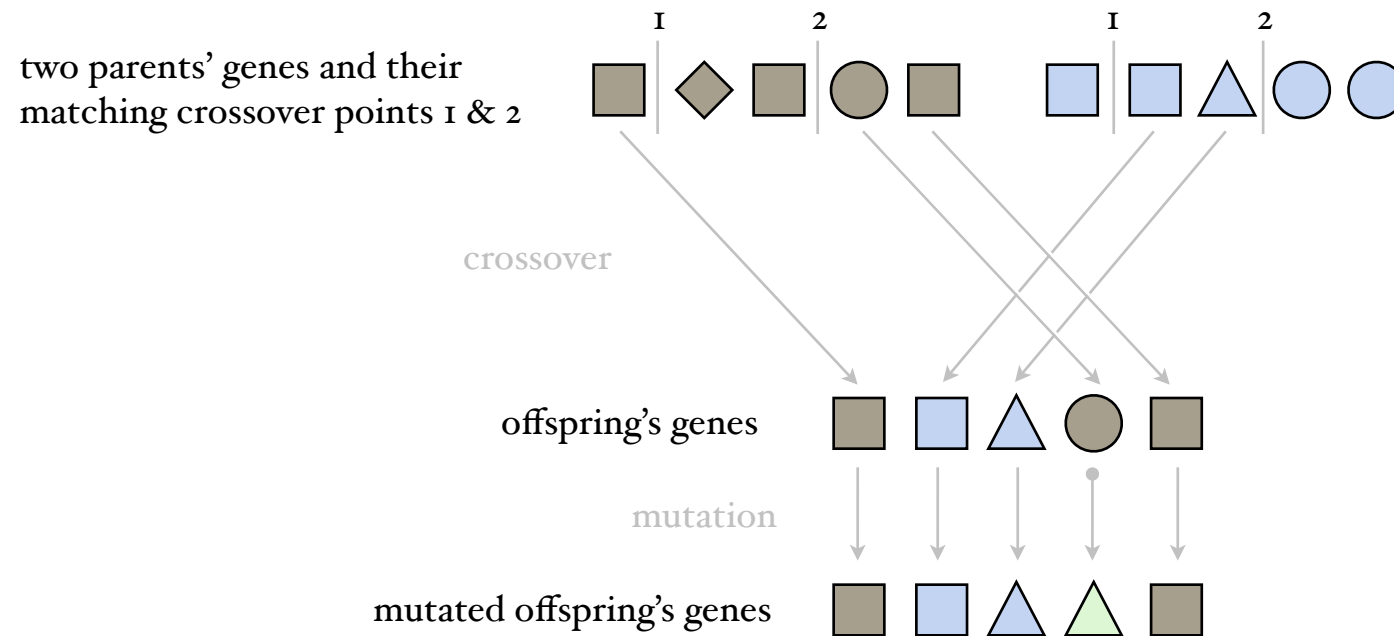 1 2 1 2
two parents’ genes and their
matching crossover points 1 & 2
crossover
offspring’s genes
mutation
mutated offspring’s genes